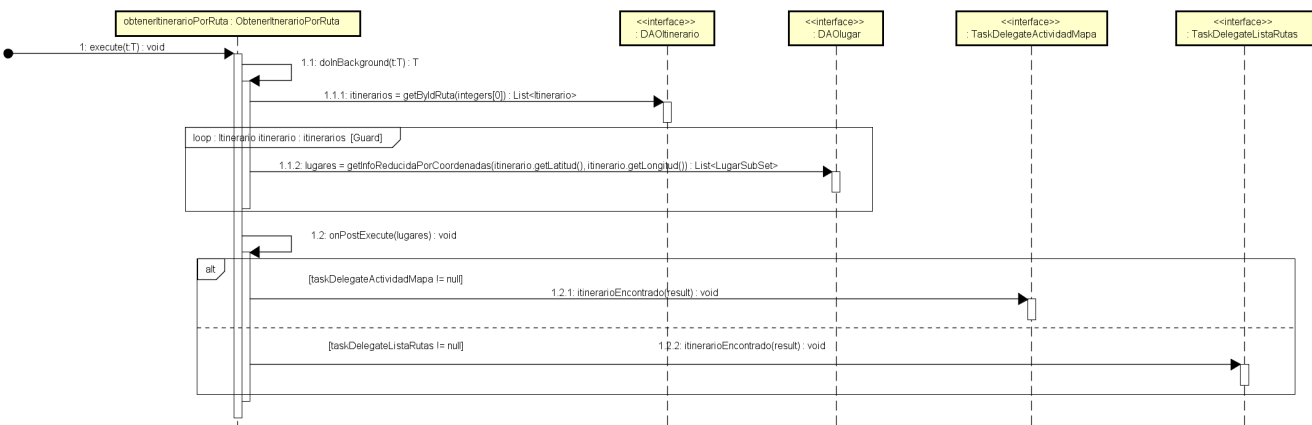 obtenerItinerarioPorRuta : ObtenerItnerarioPorRuta
<<interface>>
: DAOItinerario
<<interface>>
: DAOlugar
<<interface>>
: TaskDelegateActividadMapa
<<interface>>
: TaskDelegateListaRutas
1: execute(t:T) : void
1.1: doInBackground(t:T) : T
1.1.1: itinerarios = getByIdRuta(integers[0]) : List<Itinerario>
loop : Itinerario itinerario : itinerarios [Guard]
1.1.2: lugares = getInfoReducidaPorCoordenadas(itinerario.getLatitud(), itinerario.getLongitud()) : List<LugarSubSet>
1.2: onPostExecute(lugares) : void
alt
[taskDelegateActividadMapa != null]
1.2.1: itinerarioEncontrado(result) : void
[taskDelegateListaRutas != null]
1.2.2: itinerarioEncontrado(result) : void